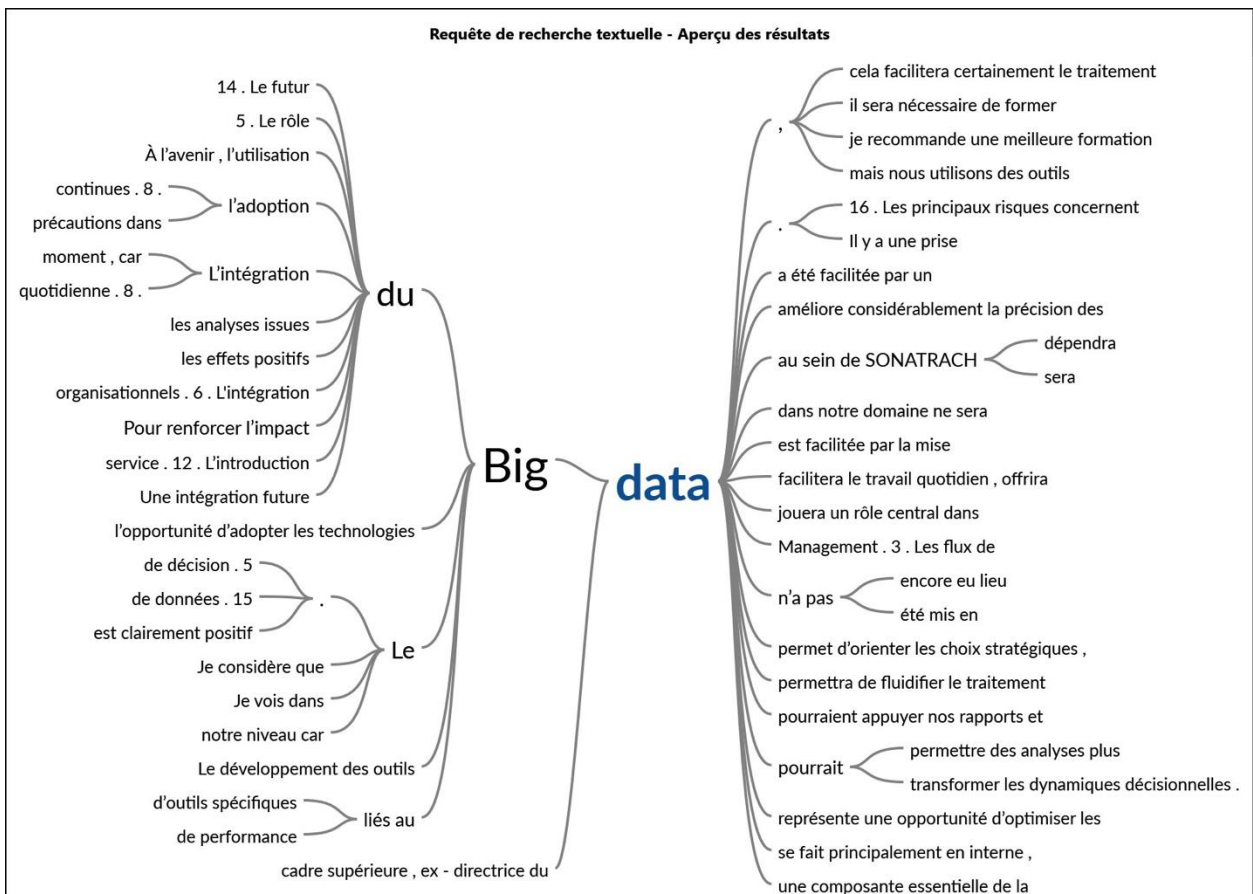 Requête de recherche textuelle - Aperçu des résultats
14 . Le futur
5 . Le rôle
À l’avenir , l’utilisation
continues . 8 .
précautions dans
l’adoption
moment , car
quotidienne . 8 .
L’intégration
les analyses issues
les effets positifs
organisationnels . 6 . L'intégration
Pour renforcer l’impact
service . 12 . L’introduction
Une intégration future
du
l’opportunité d’adopter les technologies
de décision . 5
de données . 15
est clairement positif
.
Je considère que
Je vois dans
notre niveau car
Le
Le développement des outils
d’outils spécifiques
de performance
liés au
Big
cadre supérieure , ex - directrice du
data
,
cela facilitera certainement le traitement
il sera nécessaire de former
je recommande une meilleure formation
mais nous utilisons des outils
.
16 . Les principaux risques concernent
Il y a une prise
a été facilitée par un
améliore considérablement la précision des
au sein de SONATRACH
dépendra
sera
dans notre domaine ne sera
est facilitée par la mise
facilitera le travail quotidien , offrira
jouera un rôle central dans
Management . 3 . Les flux de
n’a pas
encore eu lieu
été mis en
permet d’orienter les choix stratégiques ,
permettra de fluidifier le traitement
pourraient appuyer nos rapports et
pourrait
permettre des analyses plus
transformer les dynamiques décisionnelles .
représente une opportunité d’optimiser les
se fait principalement en interne ,
une composante essentielle de la